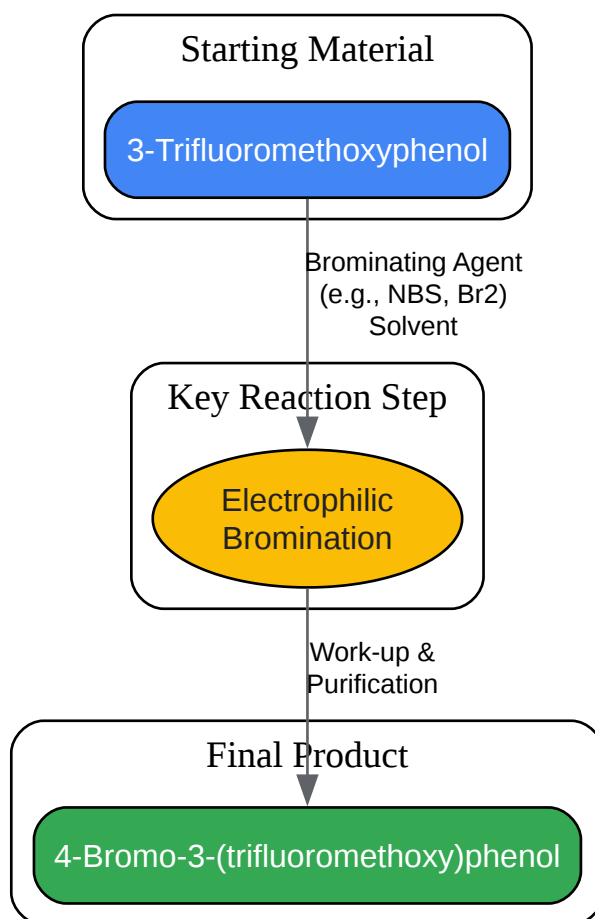 Starting Material
3-Trifluoromethoxyphenol
Brominating Agent
(e.g., NBS, Br2)
Solvent
Key Reaction Step
Electrophilic
Bromination
Work-up &
Purification
Final Product
4-Bromo-3-(trifluoromethoxy)phenol